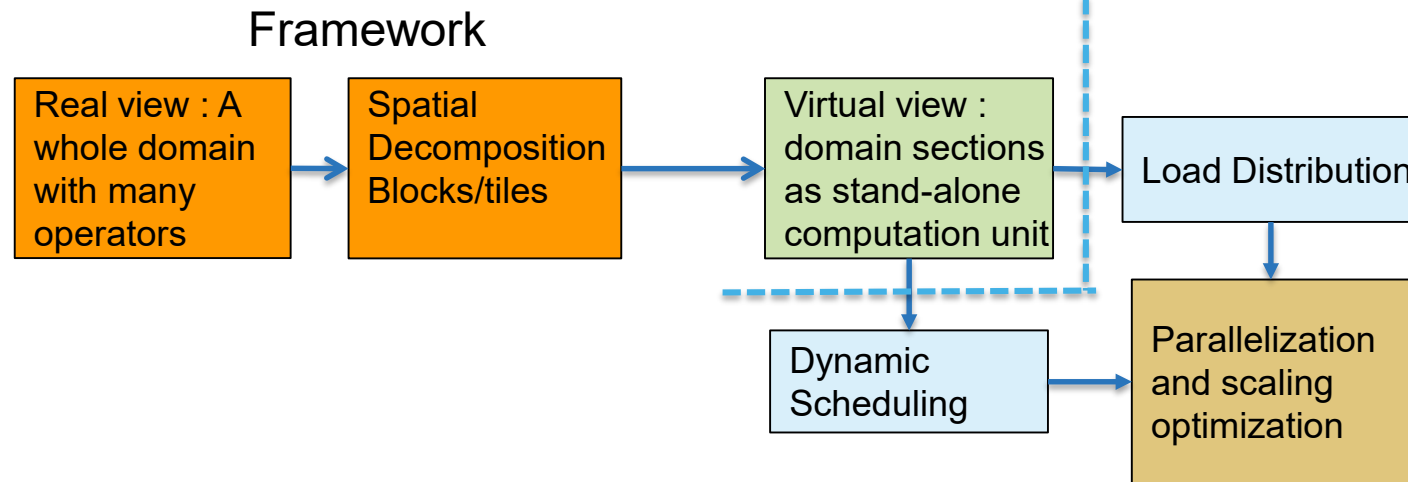 Framework
Real view : A
whole domain
with many
operators
Spatial
Decomposition
Blocks/tiles
Virtual view :
domain sections
as stand-alone
computation unit
Load Distribution
Dynamic
Scheduling
Parallelization
and scaling
optimization